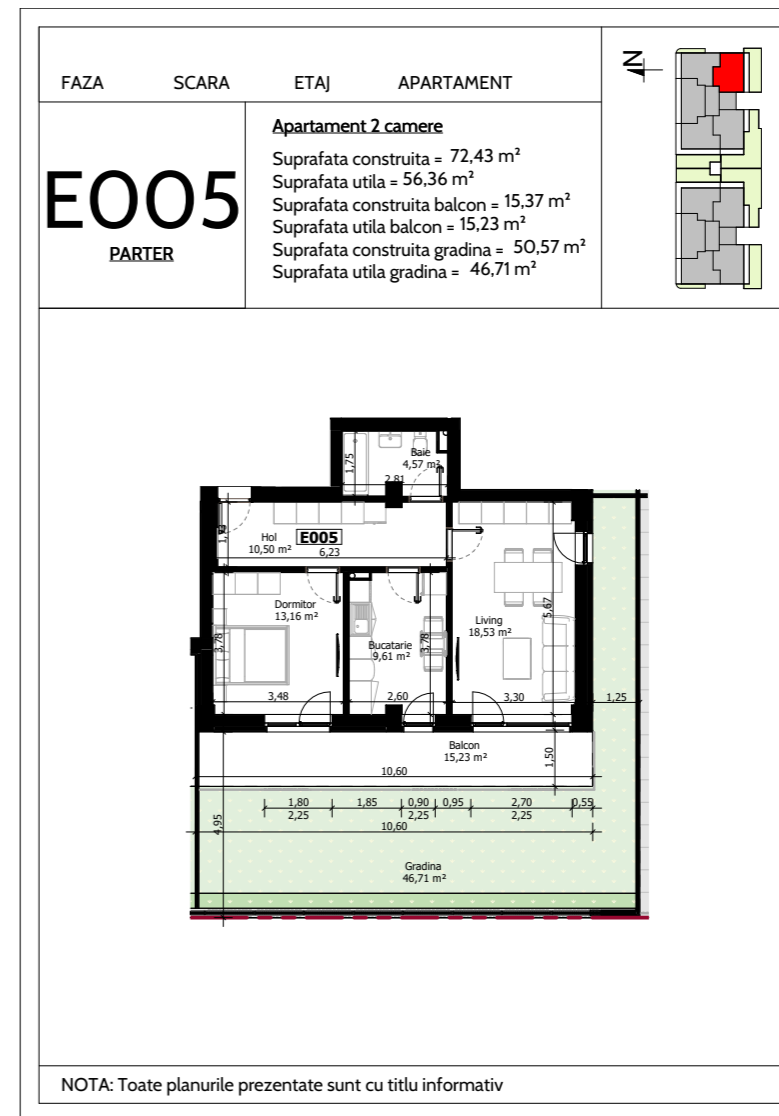 FAZA SCARA ETAJ APARTAMENT
N
E005
PARTER
Apartament 2 camere
Suprafata construita = 72,43 m²
Suprafata utila = 56,36 m²
Suprafata construita balcon = 15,37 m²
Suprafata utila balcon = 15,23 m²
Suprafata construita gradina = 50,57 m²
Suprafata utila gradina = 46,71 m²
Baie
4,57 m²
1,75
2,81
Hol
10,50 m²
E005
6,23
Dormitor
13,16 m²
3,78
3,48
Bucatarie
9,61 m²
3,78
2,60
Living
18,53 m²
5,67
3,30
1,25
Balcon
15,23 m²
1,50
10,60
1,80 1,85 0,90 0,95 2,70 0,55
2,25 2,25 2,25
10,60
4,95
Gradina
46,71 m²
NOTA: Toate planurile prezentate sunt cu titlu informativ